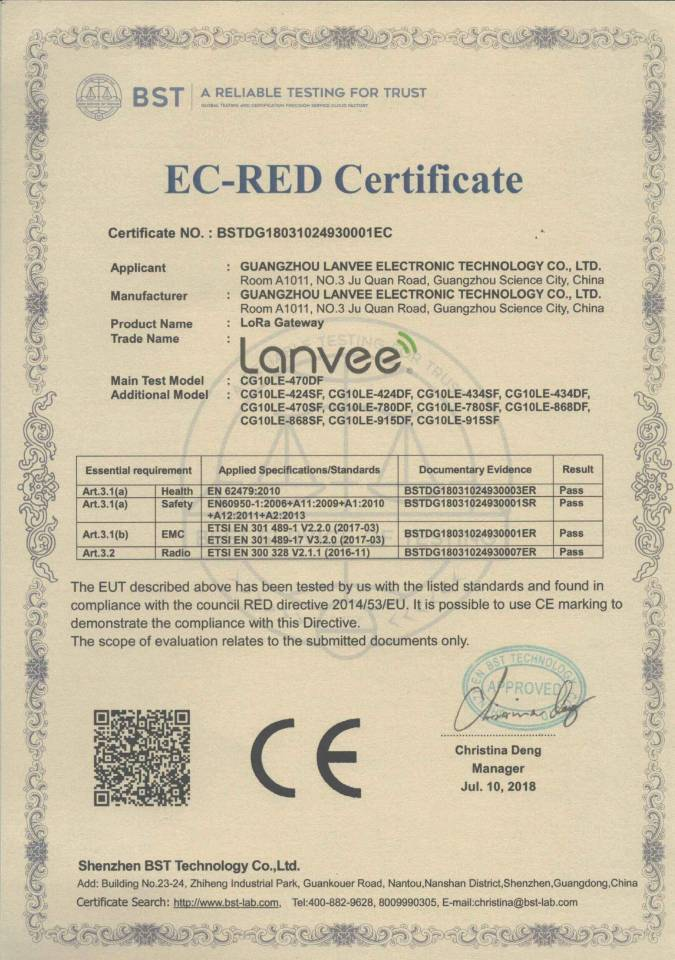 BST
A RELIABLE TESTING FOR TRUST
GLOBAL TESTING AND CERTIFICATION PRECISION SERVICE CLOUD FACTORY
EC-RED Certificate
Certificate NO. : BSTDG18031024930001EC
Applicant : GUANGZHOU LANVEE ELECTRONIC TECHNOLOGY CO., LTD.
Room A1011, NO.3 Ju Quan Road, Guangzhou Science City, China
Manufacturer : GUANGZHOU LANVEE ELECTRONIC TECHNOLOGY CO., LTD.
Room A1011, NO.3 Ju Quan Road, Guangzhou Science City, China
Product Name : LoRa Gateway
Trade Name :
Lanvee
Main Test Model : CG10LE-470DF
Additional Model : CG10LE-424SF, CG10LE-424DF, CG10LE-434SF, CG10LE-434DF,
CG10LE-470SF, CG10LE-780DF, CG10LE-780SF, CG10LE-868DF,
CG10LE-868SF, CG10LE-915DF, CG10LE-915SF
Essential requirement Applied Specifications/Standards Documentary Evidence Result
Art.3.1(a) Health EN 62479:2010 BSTDG18031024930003ER Pass
Art.3.1(a) Safety EN60950-1:2006+A11:2009+A1:2010 BSTDG18031024930001SR Pass
+A12:2011+A2:2013
Art.3.1(b) EMC ETSI EN 301 489-1 V2.2.0 (2017-03) BSTDG18031024930001ER Pass
ETSI EN 301 489-17 V3.2.0 (2017-03)
Art.3.2 Radio ETSI EN 300 328 V2.1.1 (2016-11) BSTDG18031024930007ER Pass
The EUT described above has been tested by us with the listed standards and found in
compliance with the council RED directive 2014/53/EU. It is possible to use CE marking to
demonstrate the compliance with this Directive.
The scope of evaluation relates to the submitted documents only.
BST TECHNOLOGY
APPROVED
CE
Christina Deng
Manager
Jul. 10, 2018
Shenzhen BST Technology Co.,Ltd.
Add: Building No.23-24, Zhiheng Industrial Park, Guankouer Road, Nantou,Nanshan District,Shenzhen,Guangdong,China
Certificate Search: http://www.bst-lab.com, Tel:400-882-9628, 8009990305, E-mail:christina@bst-lab.com